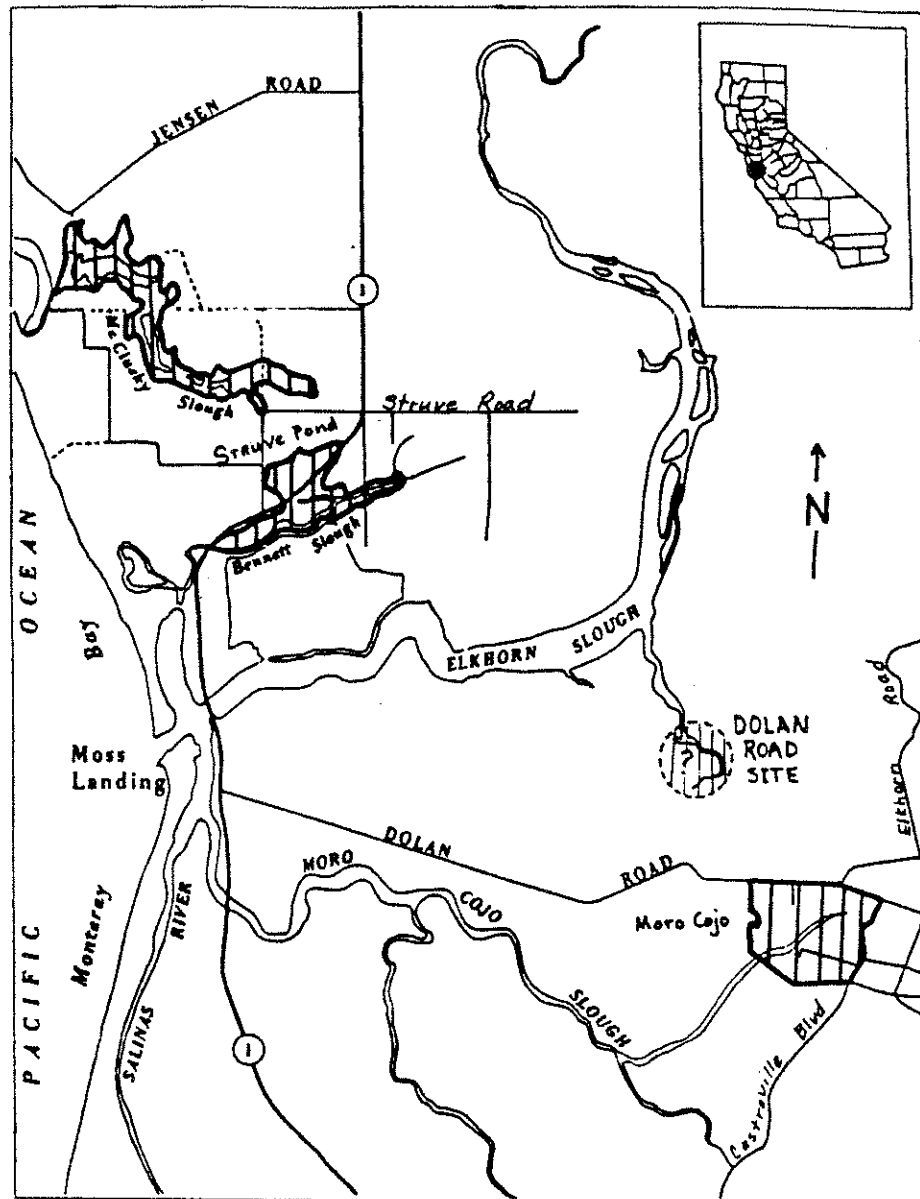 JENSEN ROAD
1
McClusky
Slough
Struve Road
Struve Pond
Bennett Slough
N
OCEAN
Bay
ELKHORN SLOUGH
Elkhorn Road
DOLAN
ROAD
SITE
?
Moss
Landing
DOLAN ROAD
MORO COJO SLOUGH
Moro Cojo
SALINAS RIVER
Monteray
PACIFIC
1
Castroville Blvd